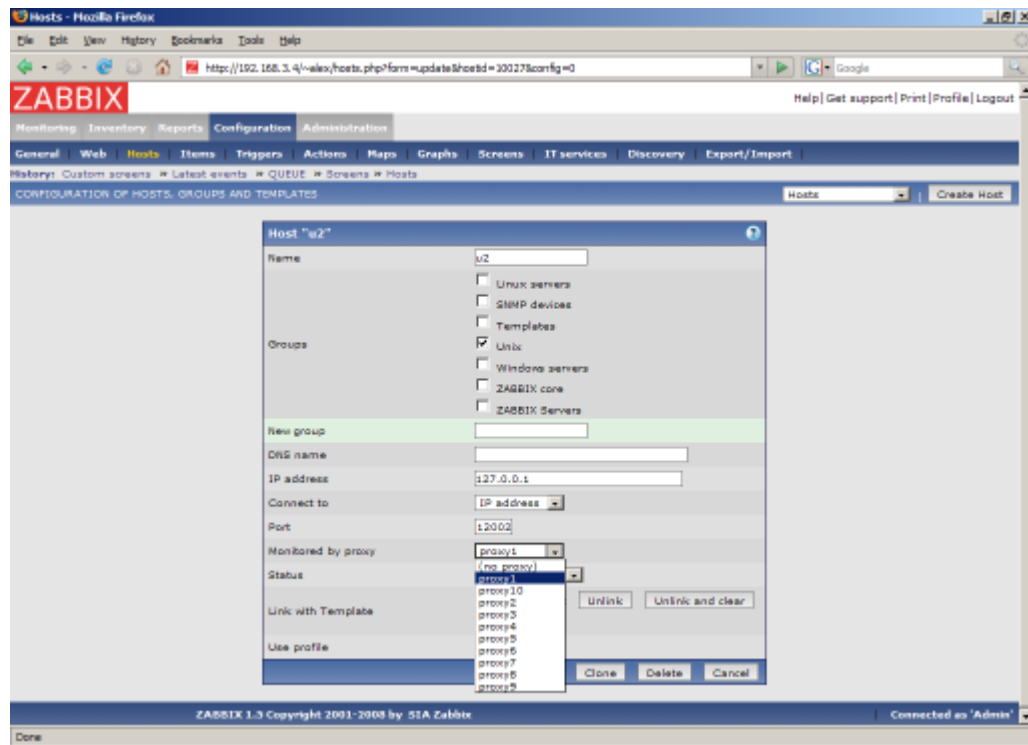 Hosts - Mozilla Firefox
File Edit View History Bookmarks Tools Help
http://192.168.3.4/~alex/hosts.php?form=update&hostid=10027&config=0 Google
ZABBIX Help | Get support | Print | Profile | Logout
Monitoring Inventory Reports Configuration Administration
General Web Hosts Items Triggers Actions Maps Graphs Screens IT services Discovery Export/Import
History: Custom screens » Latest events » QUEUE » Screens » Hosts
CONFIGURATION OF HOSTS, GROUPS AND TEMPLATES Hosts Create Host
Host "u2"
Name u2
Groups
Linux servers
SNMP devices
Templates
Unix
Windows servers
ZABBIX core
ZABBIX Servers
New group
DNS name
IP address 127.0.0.1
Connect to IP address
Port 12002
Monitored by proxy proxy1
(no proxy)
Status proxy1
proxy10
Link with Template proxy2 Unlink Unlink and clear
proxy3
proxy4
proxy5
Use profile proxy6
proxy7
proxy8 Clone Delete Cancel
proxy9
ZABBIX 1.5 Copyright 2001-2008 by SIA Zabbix Connected as 'Admin'
Done